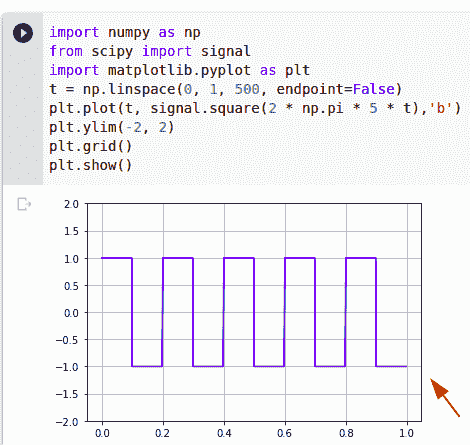 import numpy as np
from scipy import signal
import matplotlib.pyplot as plt
t = np.linspace(0, 1, 500, endpoint=False)
plt.plot(t, signal.square(2 * np.pi * 5 * t),'b')
plt.ylim(-2, 2)
plt.grid()
plt.show()
2.0
1.5
1.0
0.5
0.0
−0.5
−1.0
−1.5
−2.0
0.0 0.2 0.4 0.6 0.8 1.0